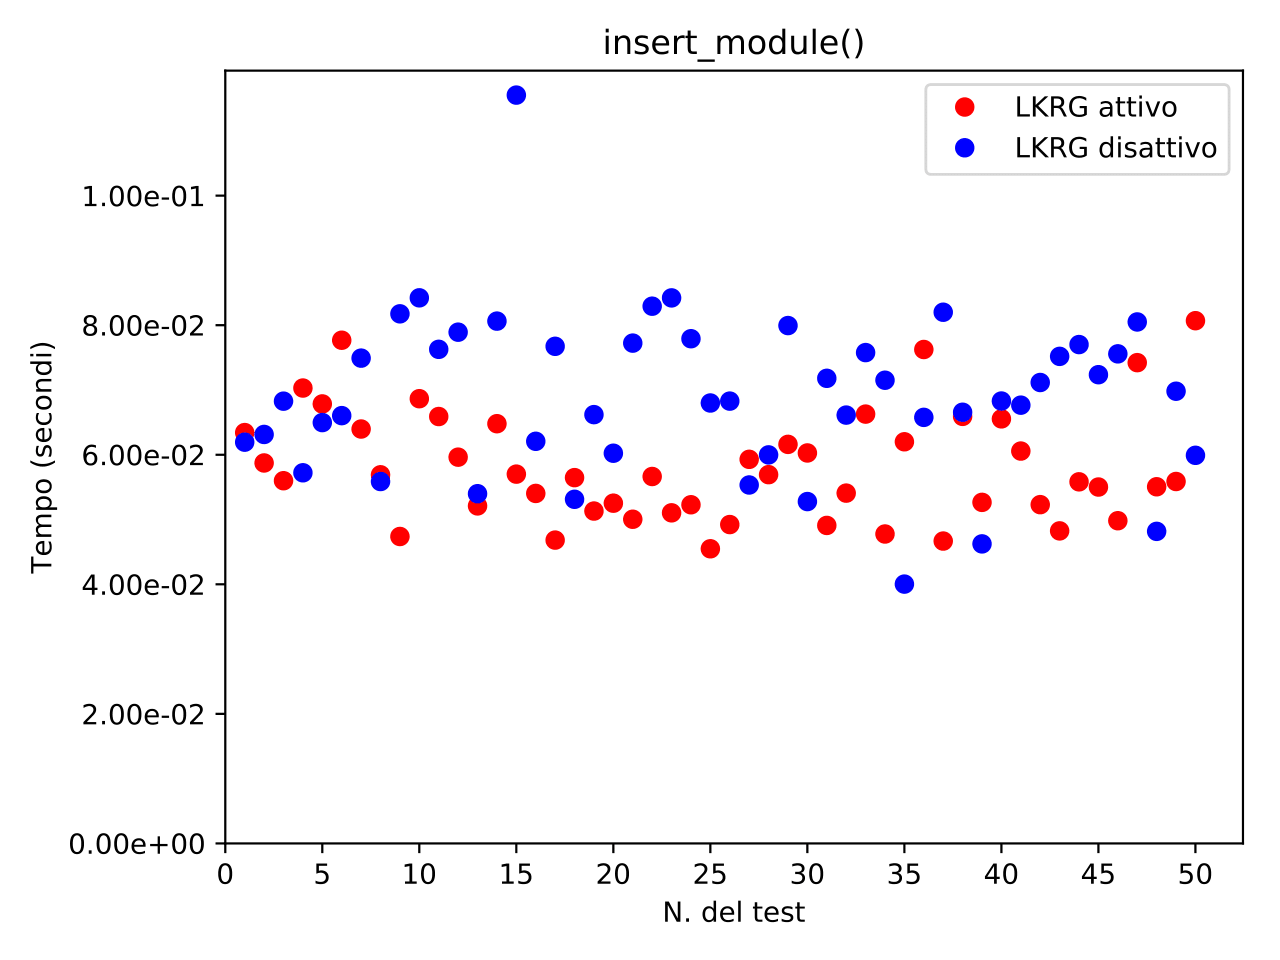 insert_module()
LKRG attivo
LKRG disattivo
Tempo (secondi)
1.00e-01
8.00e-02
6.00e-02
4.00e-02
2.00e-02
0.00e+00
0 5 10 15 20 25 30 35 40 45 50
N. del test